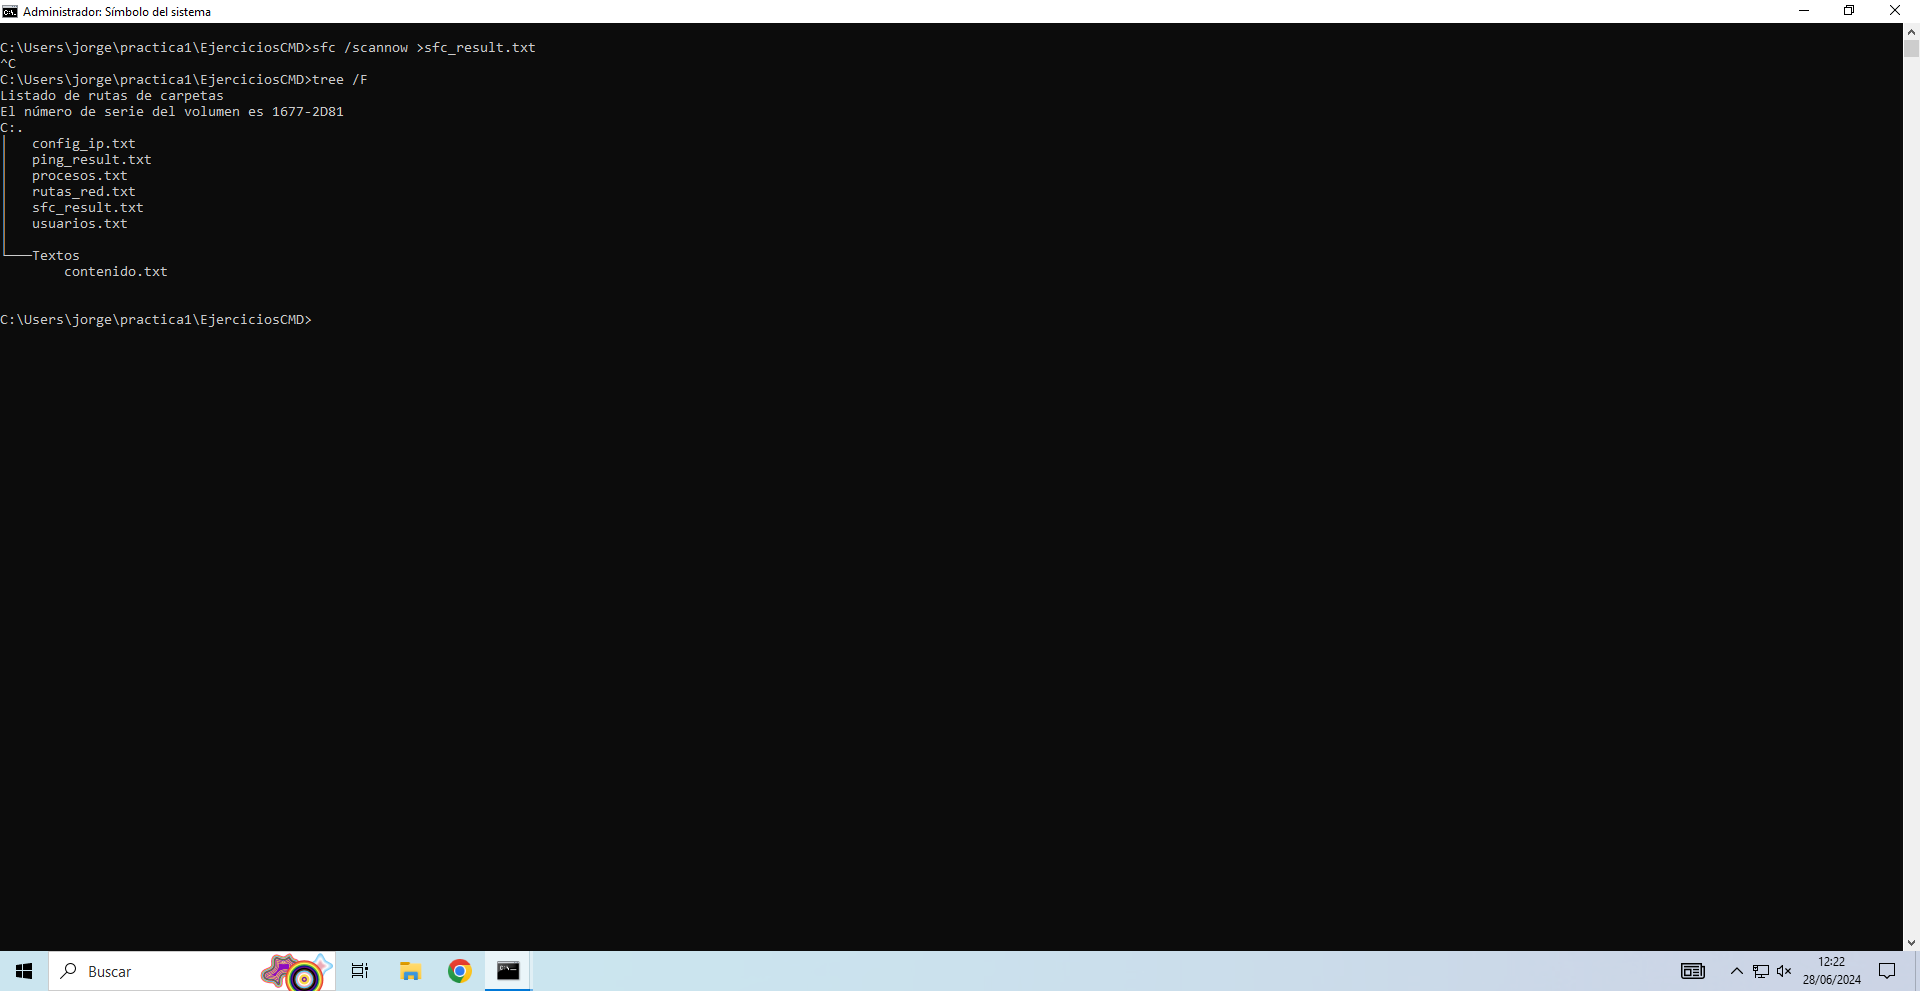 Administrador: Símbolo del sistema
C:\Users\jorge\practica1\EjerciciosCMD>sfc /scannow >sfc_result.txt
^C
C:\Users\jorge\practica1\EjerciciosCMD>tree /F
Listado de rutas de carpetas
El número de serie del volumen es 1677-2D81
C:.
config_ip.txt
ping_result.txt
procesos.txt
rutas_red.txt
sfc_result.txt
usuarios.txt
Textos
contenido.txt
C:\Users\jorge\practica1\EjerciciosCMD>
Buscar
12:22
28/06/2024